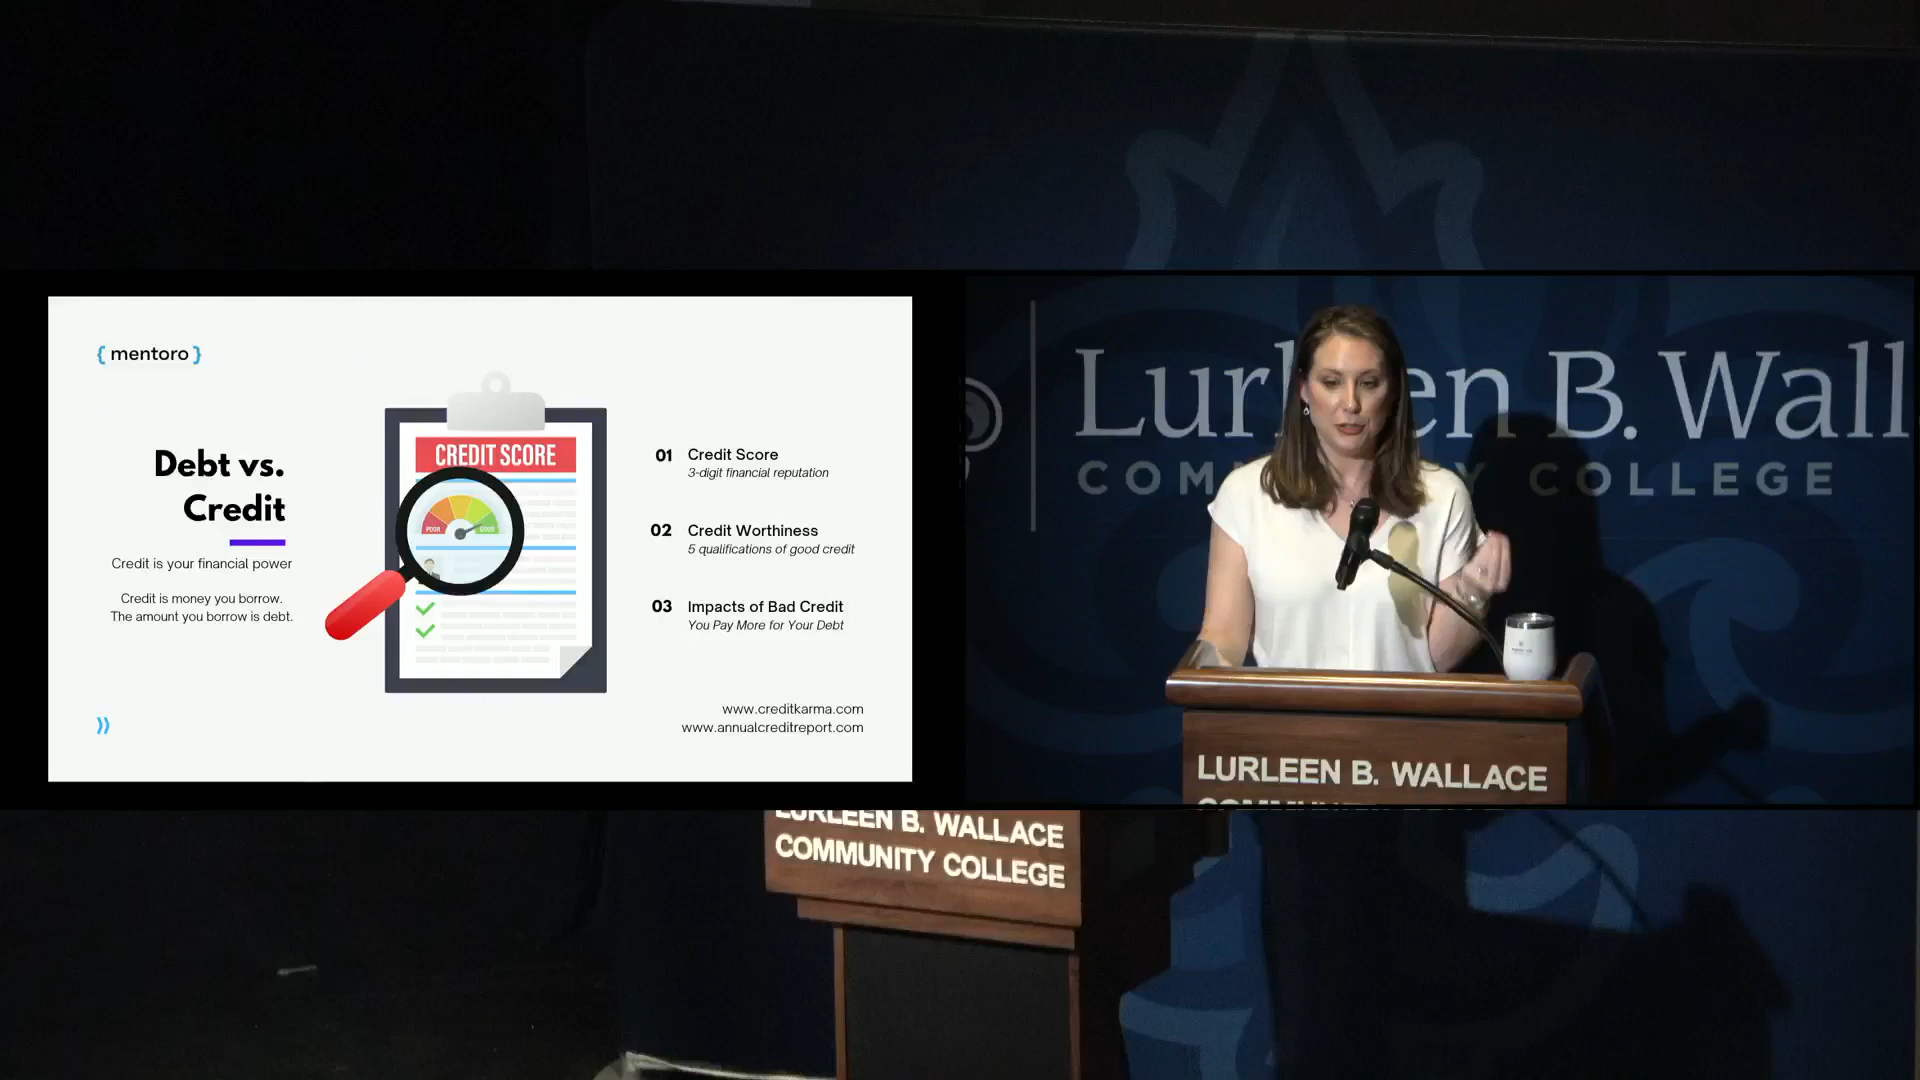 { mentoro }
Debt vs.
Credit
Credit is your financial power
Credit is money you borrow.
The amount you borrow is debt.
CREDIT SCORE
POOR
GOOD
01 Credit Score
3-digit financial reputation
02 Credit Worthiness
5 qualifications of good credit
03 Impacts of Bad Credit
You Pay More for Your Debt
www.creditkarma.com
www.annualcreditreport.com
Lurleen B. Wall
COMMUNITY COLLEGE
LURLEEN B. WALLACE
LURLEEN B. WALLACE
COMMUNITY COLLEGE